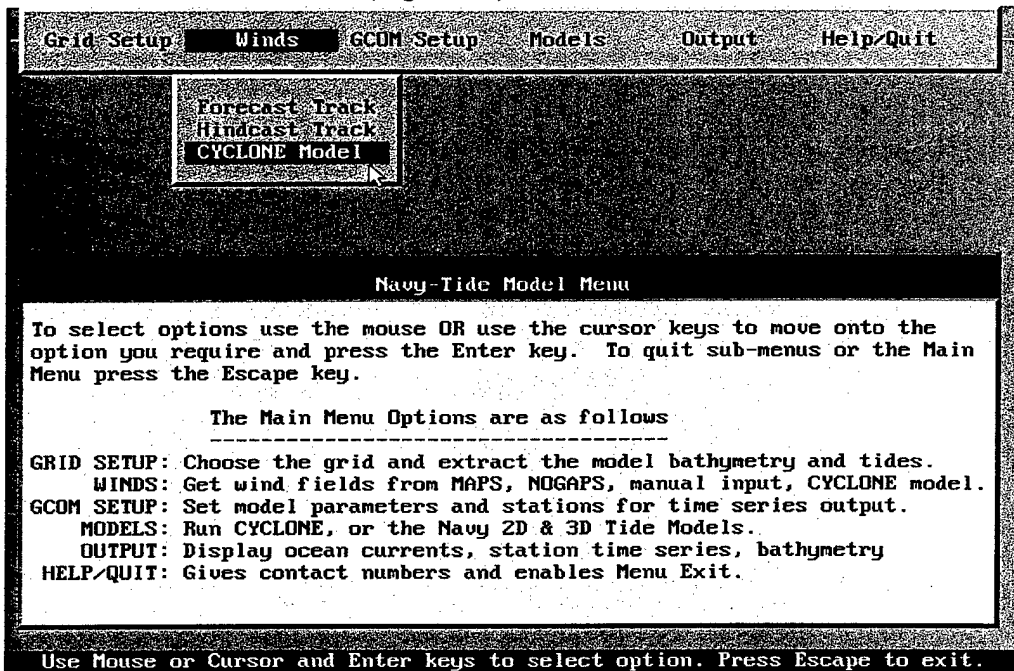 Grid Setup Winds GCOM Setup Models Output Help/Quit
Forecast Track
Hindcast Track
CYCLONE Model
Navy-Tide Model Menu
To select options use the mouse OR use the cursor keys to move onto the
option you require and press the Enter key. To quit sub-menus or the Main
Menu press the Escape key.
The Main Menu Options are as follows
------------------------------------
GRID SETUP: Choose the grid and extract the model bathymetry and tides.
WINDS: Get wind fields from MAPS, NOGAPS, manual input, CYCLONE model.
GCOM SETUP: Set model parameters and stations for time series output.
MODELS: Run CYCLONE, or the Navy 2D & 3D Tide Models.
OUTPUT: Display ocean currents, station time series, bathymetry
HELP/QUIT: Gives contact numbers and enables Menu Exit.
Use Mouse or Cursor and Enter keys to select option. Press Escape to exit.